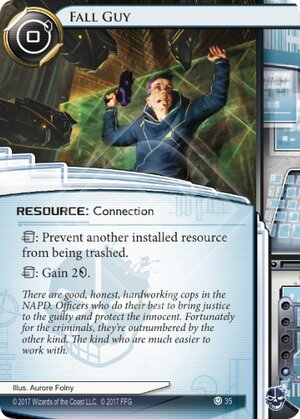 0
FALL GUY
RESOURCE: Connection
: Prevent another installed resource
from being trashed.
: Gain 2
There are good, honest, hardworking cops in the
NAPD. Officers who do their best to bring justice
to the guilty and protect the innocent. Fortunately
for the criminals, they're outnumbered by the
other kind. The kind who are much easier to
work with.
Illus. Aurore Folny
© 2017 Wizards of the Coast LLC. © 2017 FFG
35